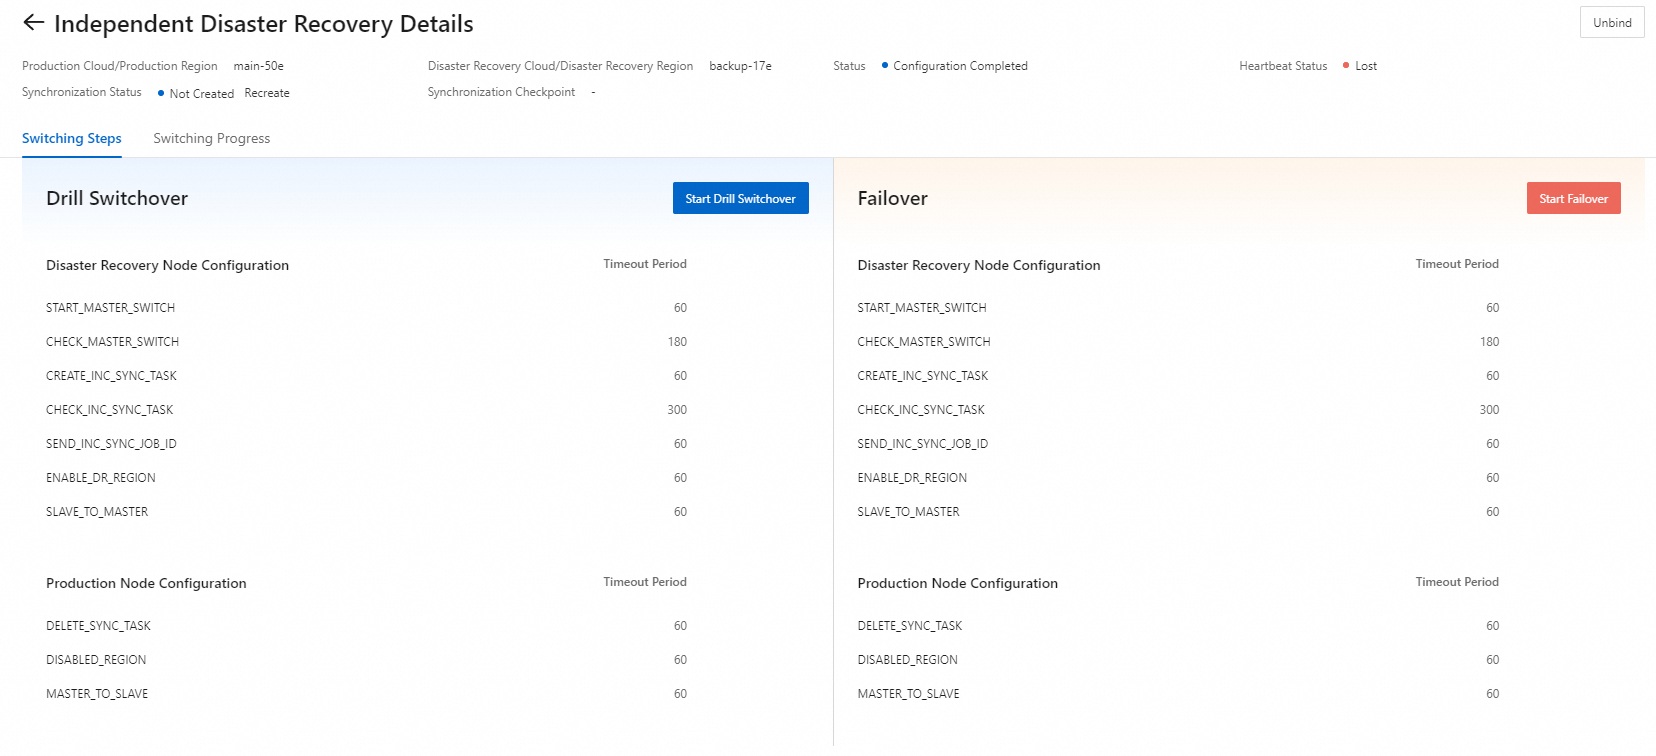 Independent Disaster Recovery Details
Unbind
Production Cloud/Production Region main-50e Disaster Recovery Cloud/Disaster Recovery Region backup-17e Status Configuration Completed Heartbeat Status Lost
Synchronization Status Not Created Recreate Synchronization Checkpoint -
Switching Steps Switching Progress
Drill Switchover
Start Drill Switchover
Disaster Recovery Node Configuration Timeout Period
START_MASTER_SWITCH 60
CHECK_MASTER_SWITCH 180
CREATE_INC_SYNC_TASK 60
CHECK_INC_SYNC_TASK 300
SEND_INC_SYNC_JOB_ID 60
ENABLE_DR_REGION 60
SLAVE_TO_MASTER 60
Production Node Configuration Timeout Period
DELETE_SYNC_TASK 60
DISABLED_REGION 60
MASTER_TO_SLAVE 60
Failover
Start Failover
Disaster Recovery Node Configuration Timeout Period
START_MASTER_SWITCH 60
CHECK_MASTER_SWITCH 180
CREATE_INC_SYNC_TASK 60
CHECK_INC_SYNC_TASK 300
SEND_INC_SYNC_JOB_ID 60
ENABLE_DR_REGION 60
SLAVE_TO_MASTER 60
Production Node Configuration Timeout Period
DELETE_SYNC_TASK 60
DISABLED_REGION 60
MASTER_TO_SLAVE 60